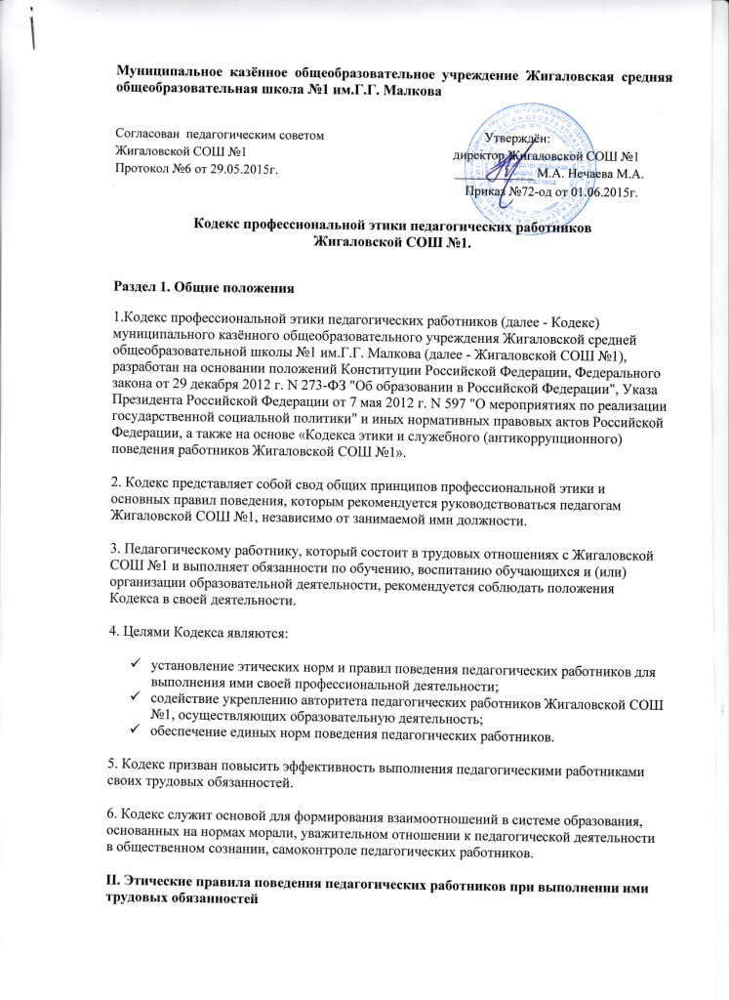 Муниципальное казённое общеобразовательное учреждение Жигаловская средняя
общеобразовательная школа №1 им.Г.Г. Малкова
Согласован педагогическим советом
Жигаловской СОШ №1
Протокол №6 от 29.05.2015г.
Утверждён:
директор Жигаловской СОШ №1
М.А. Нечаева М.А.
Приказ №72-од от 01.06.2015г.
Кодекс профессиональной этики педагогических работников
Жигаловской СОШ №1.
Раздел 1. Общие положения
1.Кодекс профессиональной этики педагогических работников (далее - Кодекс)
муниципального казённого общеобразовательного учреждения Жигаловской средней
общеобразовательной школы №1 им.Г.Г. Малкова (далее - Жигаловской СОШ №1),
разработан на основании положений Конституции Российской Федерации, Федерального
закона от 29 декабря 2012 г. N 273-ФЗ "Об образовании в Российской Федерации", Указа
Президента Российской Федерации от 7 мая 2012 г. N 597 "О мероприятиях по реализации
государственной социальной политики" и иных нормативных правовых актов Российской
Федерации, а также на основе «Кодекса этики и служебного (антикоррупционного)
поведения работников Жигаловской СОШ №1».
2. Кодекс представляет собой свод общих принципов профессиональной этики и
основных правил поведения, которым рекомендуется руководствоваться педагогам
Жигаловской СОШ №1, независимо от занимаемой ими должности.
3. Педагогическому работнику, который состоит в трудовых отношениях с Жигаловской
СОШ №1 и выполняет обязанности по обучению, воспитанию обучающихся и (или)
организации образовательной деятельности, рекомендуется соблюдать положения
Кодекса в своей деятельности.
4. Целями Кодекса являются:
✓ установление этических норм и правил поведения педагогических работников для
выполнения ими своей профессиональной деятельности;
✓ содействие укреплению авторитета педагогических работников Жигаловской СОШ
№1, осуществляющих образовательную деятельность;
✓ обеспечение единых норм поведения педагогических работников.
5. Кодекс призван повысить эффективность выполнения педагогическими работниками
своих трудовых обязанностей.
6. Кодекс служит основой для формирования взаимоотношений в системе образования,
основанных на нормах морали, уважительном отношении к педагогической деятельности
в общественном сознании, самоконтроле педагогических работников.
II. Этические правила поведения педагогических работников при выполнении ими
трудовых обязанностей